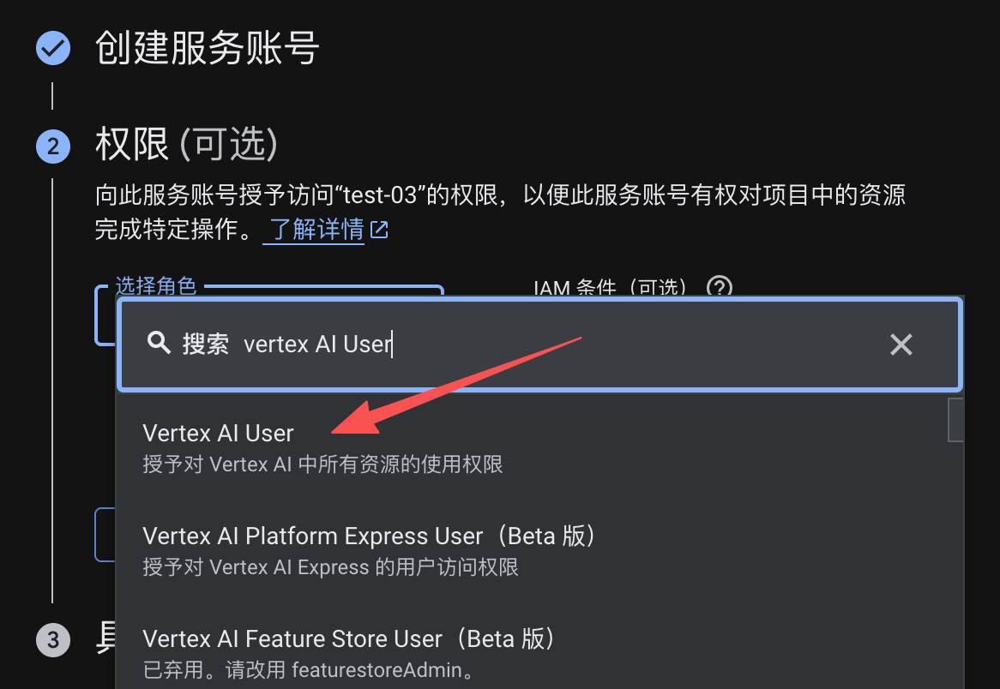 创建服务账号
2
权限 (可选)
向此服务账号授予访问“test-03”的权限，以便此服务账号有权对项目中的资源
完成特定操作。了解详情
选择角色
IAM 条件（可选） ?
搜索 vertex AI User
Vertex AI User
授予对 Vertex AI 中所有资源的使用权限
Vertex AI Platform Express User（Beta 版）
授予对 Vertex AI Express 的用户访问权限
3
Vertex AI Feature Store User（Beta 版）
已弃用。请改用 featurestoreAdmin。